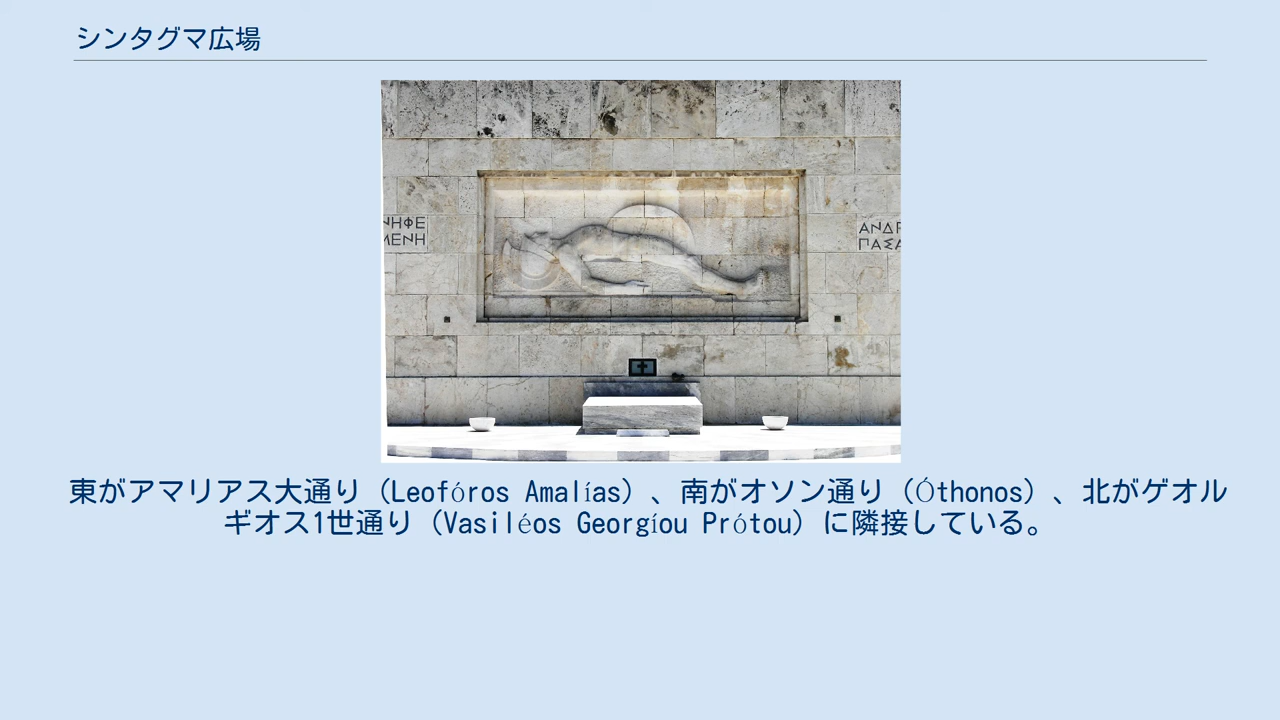 シンタグマ広場
ΝΗΦΕ
ΜΕΝΗ
ΑΝΔΡ
ΠΑΣΑ
東がアマリアス大通り（Leofóros Amalías）、南がオソン通り（Óthonos）、北がゲオル
ギオス1世通り（Vasiléos Georgíou Prótou）に隣接している。